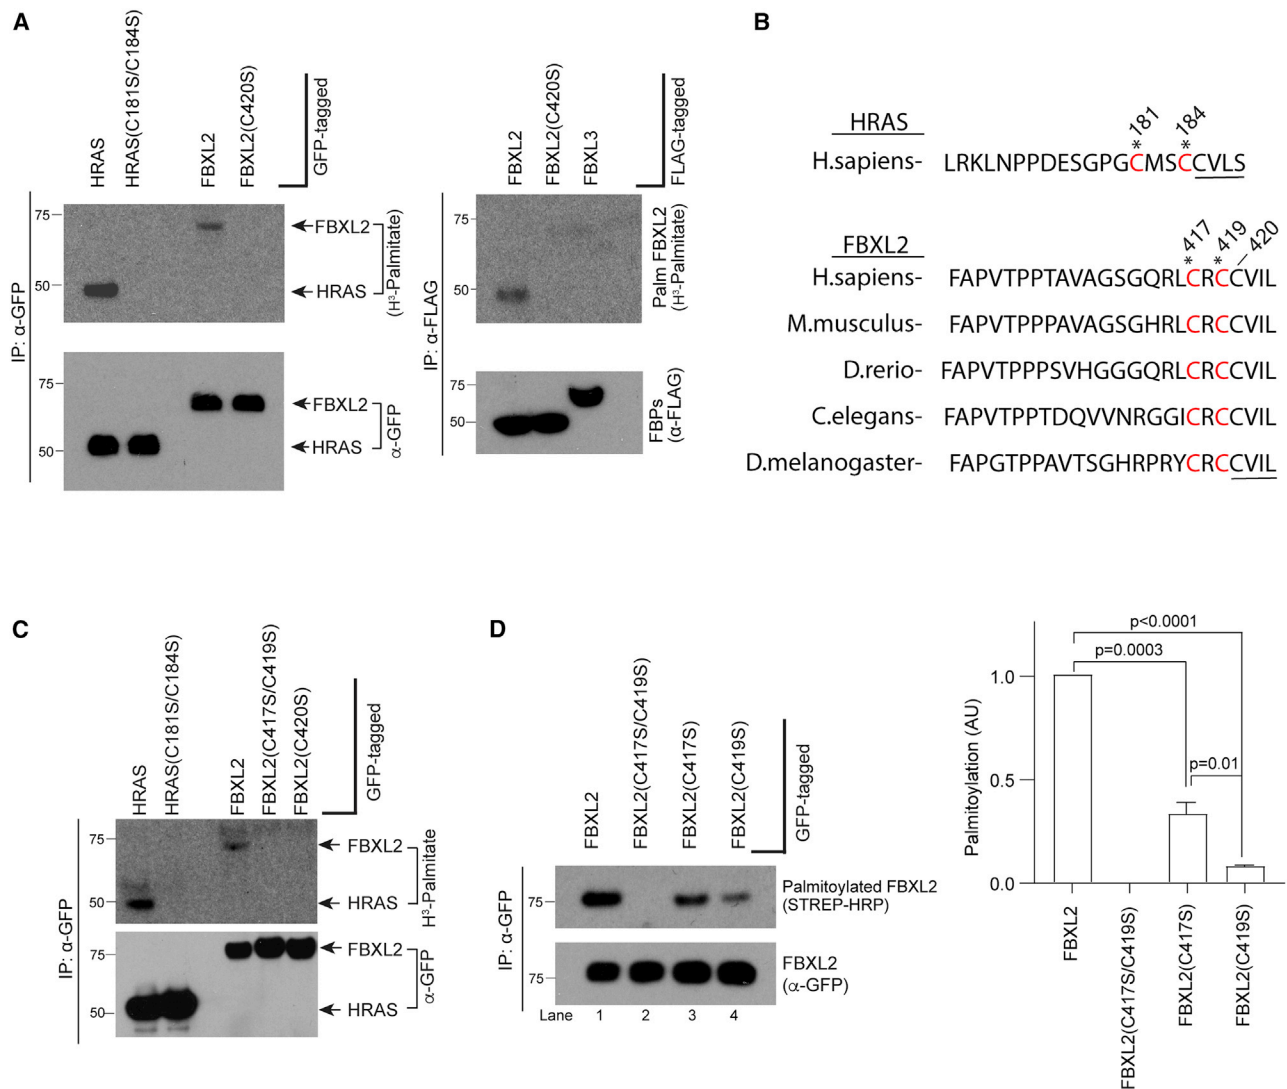 A
HRAS
HRAS(C181S/C184S)
FBXL2
FBXL2(C420S)
GFP-tagged
IP: α-GFP
75
50
FBXL2
HRAS
(H³-Palmitate)
75
50
FBXL2
HRAS
α-GFP
FBXL2
FBXL2(C420S)
FBXL3
FLAG-tagged
IP: α-FLAG
75
50
Palm FBXL2
(H³-Palmitate)
75
50
FBPs
(α-FLAG)
B
HRAS
*181 *184
H.sapiens- LRKLNPPDESGPGCMSCCVLS
FBXL2
*417 *419 420
H.sapiens- FAPVTPPTAVAGSGQRLCRCCVIL
M.musculus- FAPVTPPPAVAGSGHRLCRCCVIL
D.rerio- FAPVTPPPSVHGGGQRLCRCCVIL
C.elegans- FAPVTPPTDQVVNRGGICRCCVIL
D.melanogaster- FAPGTPPAVTSGHRPRYCRCCVIL
C
HRAS
HRAS(C181S/C184S)
FBXL2
FBXL2(C417S/C419S)
FBXL2(C420S)
GFP-tagged
IP: α-GFP
75
50
FBXL2
HRAS
H³-Palmitate
75
50
FBXL2
HRAS
α-GFP
D
FBXL2
FBXL2(C417S/C419S)
FBXL2(C417S)
FBXL2(C419S)
GFP-tagged
IP: α-GFP
75
Palmitoylated FBXL2
(STREP-HRP)
75
FBXL2
(α-GFP)
Lane 1 2 3 4
Palmitoylation (AU)
1.0
0.5
0.0
p<0.0001
p=0.0003
p=0.01
FBXL2
FBXL2(C417S/C419S)
FBXL2(C417S)
FBXL2(C419S)